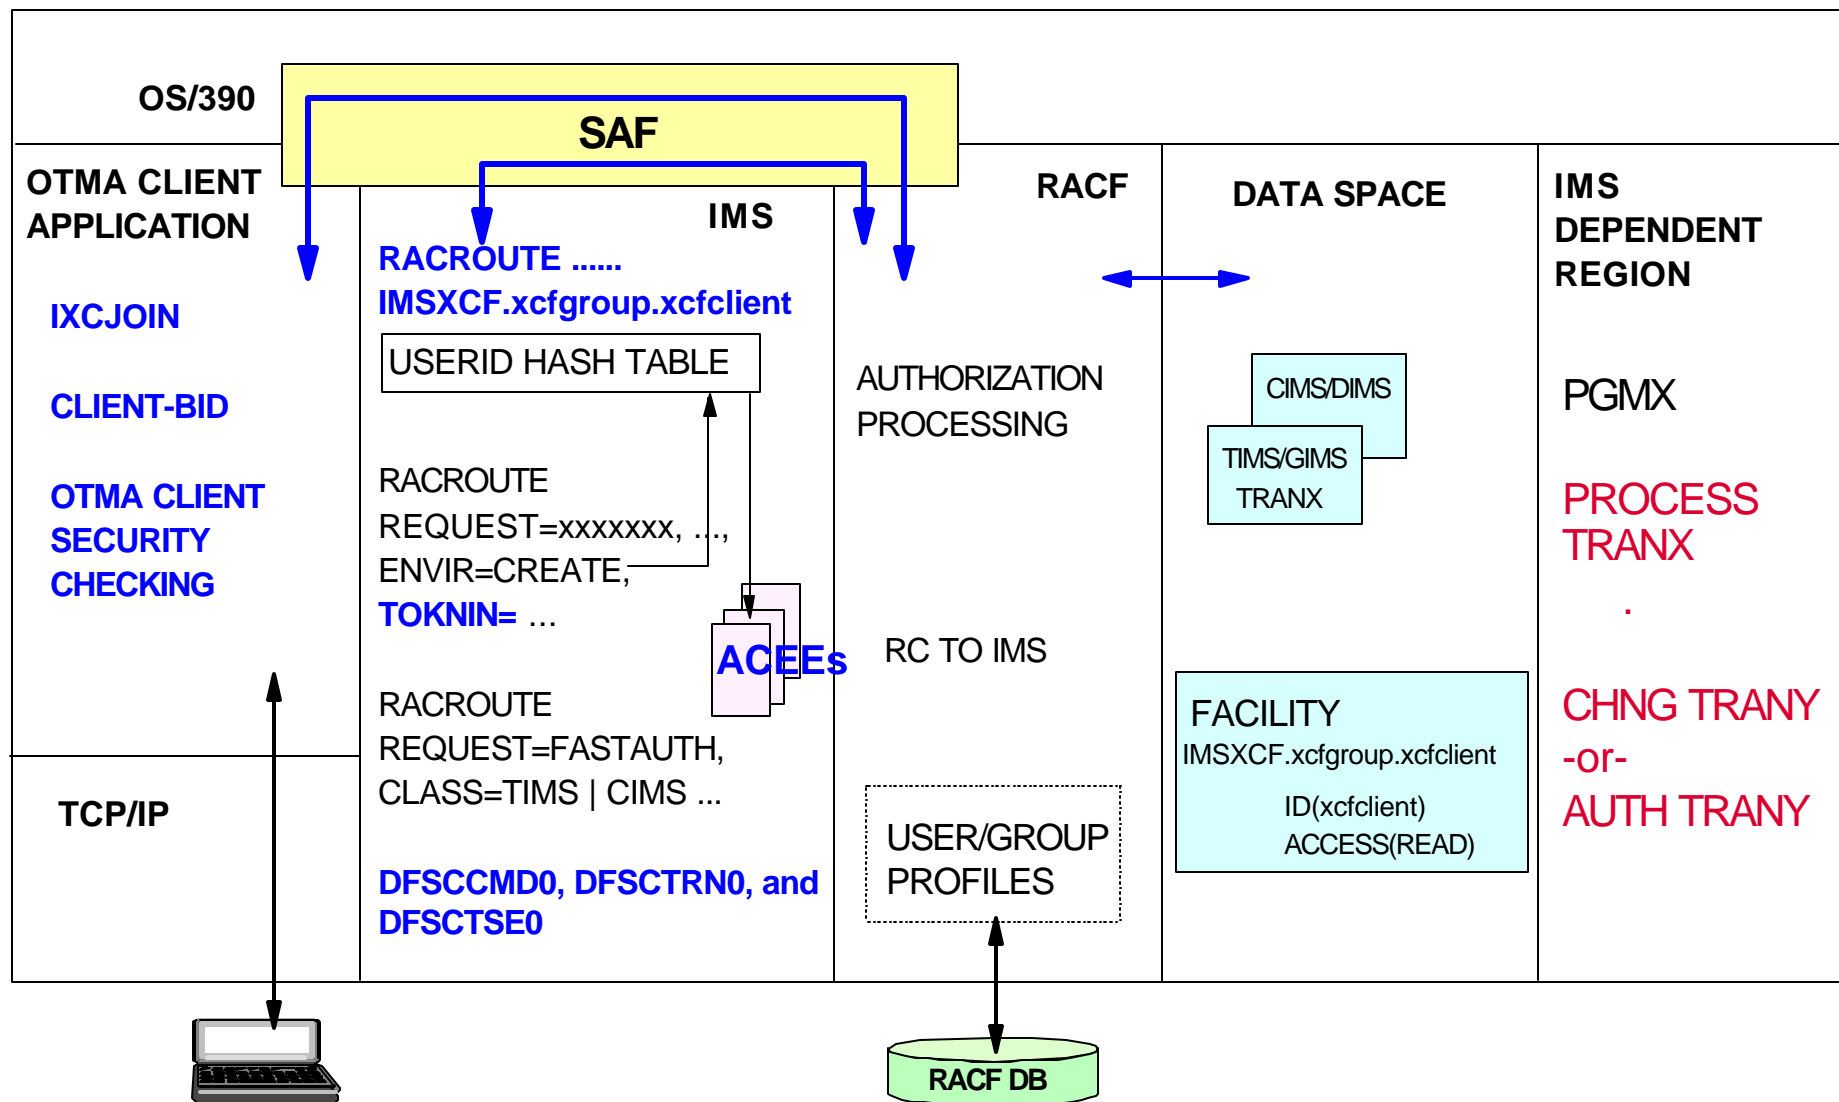 OS/390
SAF
OTMA CLIENT
APPLICATION
IXCJOIN
CLIENT-BID
OTMA CLIENT
SECURITY
CHECKING
TCP/IP
IMS
RACROUTE ......
IMSXCF.xcfgroup.xcfclient
USERID HASH TABLE
RACROUTE
REQUEST=xxxxxxx, ...,
ENVIR=CREATE,
TOKNIN= ...
ACEEs
RACROUTE
REQUEST=FASTAUTH,
CLASS=TIMS | CIMS ...
DFSCCMD0, DFSCTRN0, and
DFSCTSE0
RACF
AUTHORIZATION
PROCESSING
RC TO IMS
USER/GROUP
PROFILES
RACF DB
DATA SPACE
CIMS/DIMS
TIMS/GIMS
TRANX
FACILITY
IMSXCF.xcfgroup.xcfclient
ID(xcfclient)
ACCESS(READ)
IMS
DEPENDENT
REGION
PGMX
PROCESS
TRANX
.
CHNG TRANY
-or-
AUTH TRANY